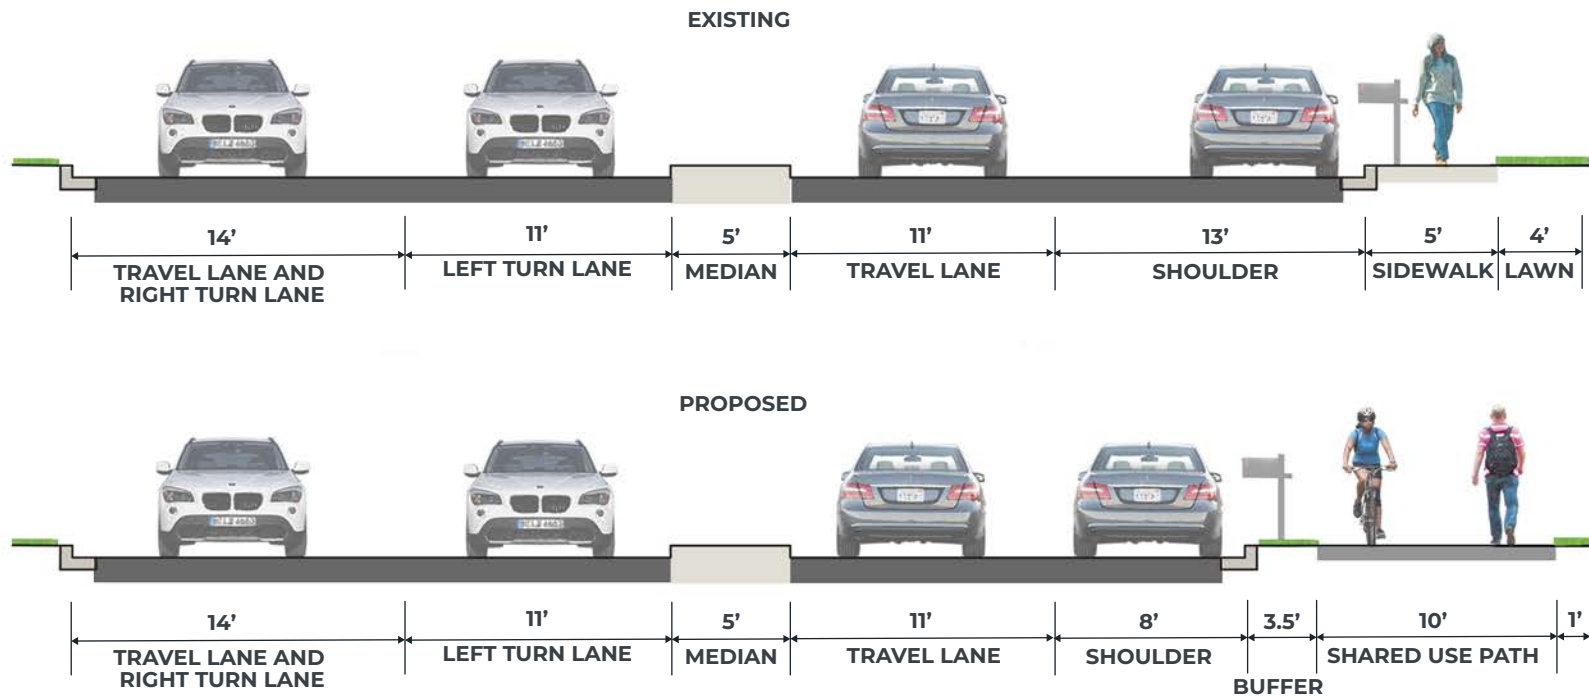 EXISTING
14’ 11’ 5’ 11’ 13’ 5’ 4’
TRAVEL LANE AND LEFT TURN LANE MEDIAN TRAVEL LANE SHOULDER SIDEWALK LAWN
RIGHT TURN LANE
PROPOSED
14’ 11’ 5’ 11’ 8’ 3.5’ 10’ 1’
TRAVEL LANE AND LEFT TURN LANE MEDIAN TRAVEL LANE SHOULDER SHARED USE PATH
RIGHT TURN LANE BUFFER